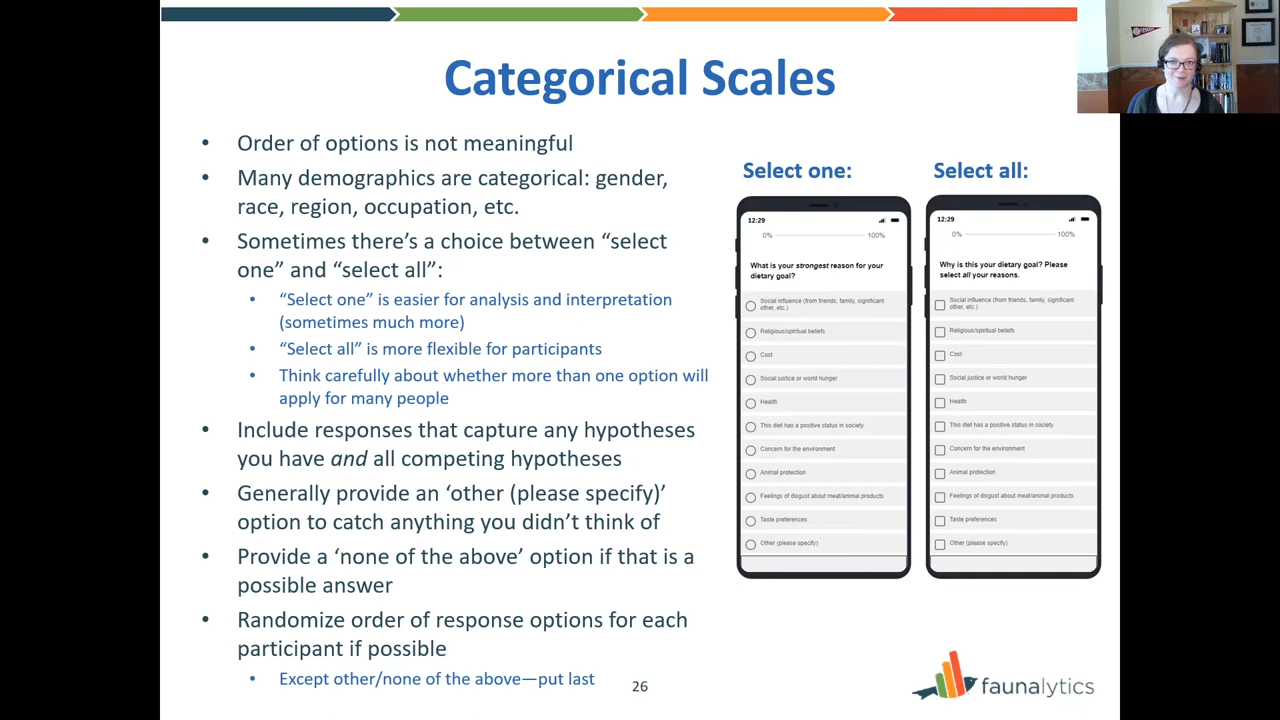 Categorical Scales
• Order of options is not meaningful
• Many demographics are categorical: gender,
race, region, occupation, etc.
• Sometimes there's a choice between “select
one” and “select all”:
• “Select one” is easier for analysis and interpretation
(sometimes much more)
• “Select all” is more flexible for participants
• Think carefully about whether more than one option will
apply for many people
• Include responses that capture any hypotheses
you have and all competing hypotheses
• Generally provide an ‘other (please specify)’
option to catch anything you didn’t think of
• Provide a ‘none of the above’ option if that is a
possible answer
• Randomize order of response options for each
participant if possible
• Except other/none of the above—put last
Select one:
12:29
0% 100%
What is your strongest reason for your
dietary goal?
Social influence (from friends, family, significant
other, etc.)
Religious/spiritual beliefs
Cost
Social justice or world hunger
Health
This diet has a positive status in society
Concern for the environment
Animal protection
Feelings of disgust about meat/animal products
Taste preferences
Other (please specify)
Select all:
12:29
0% 100%
Why is this your dietary goal? Please
select all your reasons.
Social influence (from friends, family, significant
other, etc.)
Religious/spiritual beliefs
Cost
Social justice or world hunger
Health
This diet has a positive status in society
Concern for the environment
Animal protection
Feelings of disgust about meat/animal products
Taste preferences
Other (please specify)
26
faunalytics